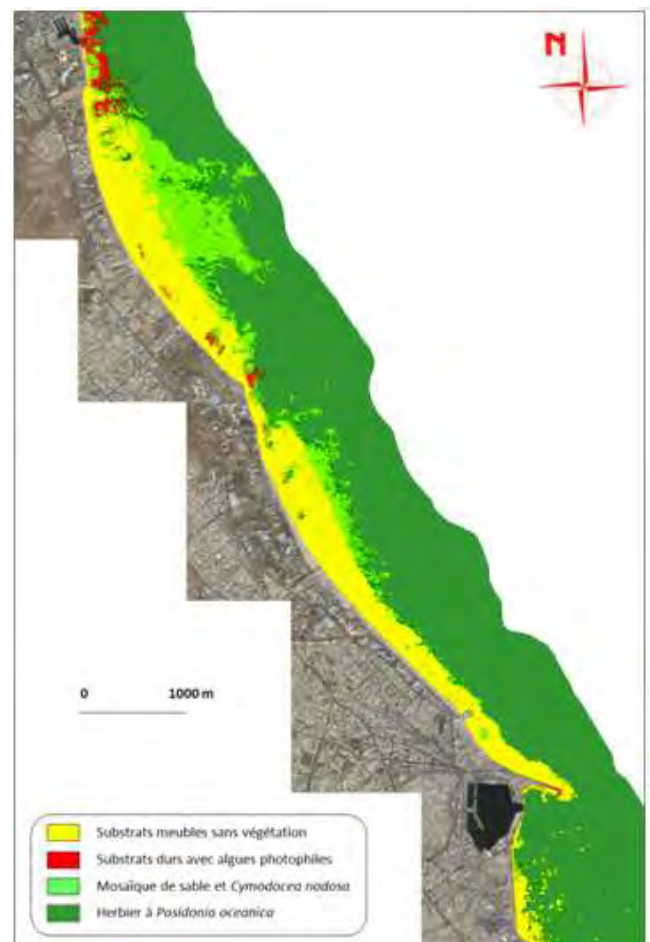 N
0 1000 m
Substrats meubles sans végétation
Substrats durs avec algues photophiles
Mosaïque de sable et Cymodocea nodosa
Herbier à Posidonia oceanica